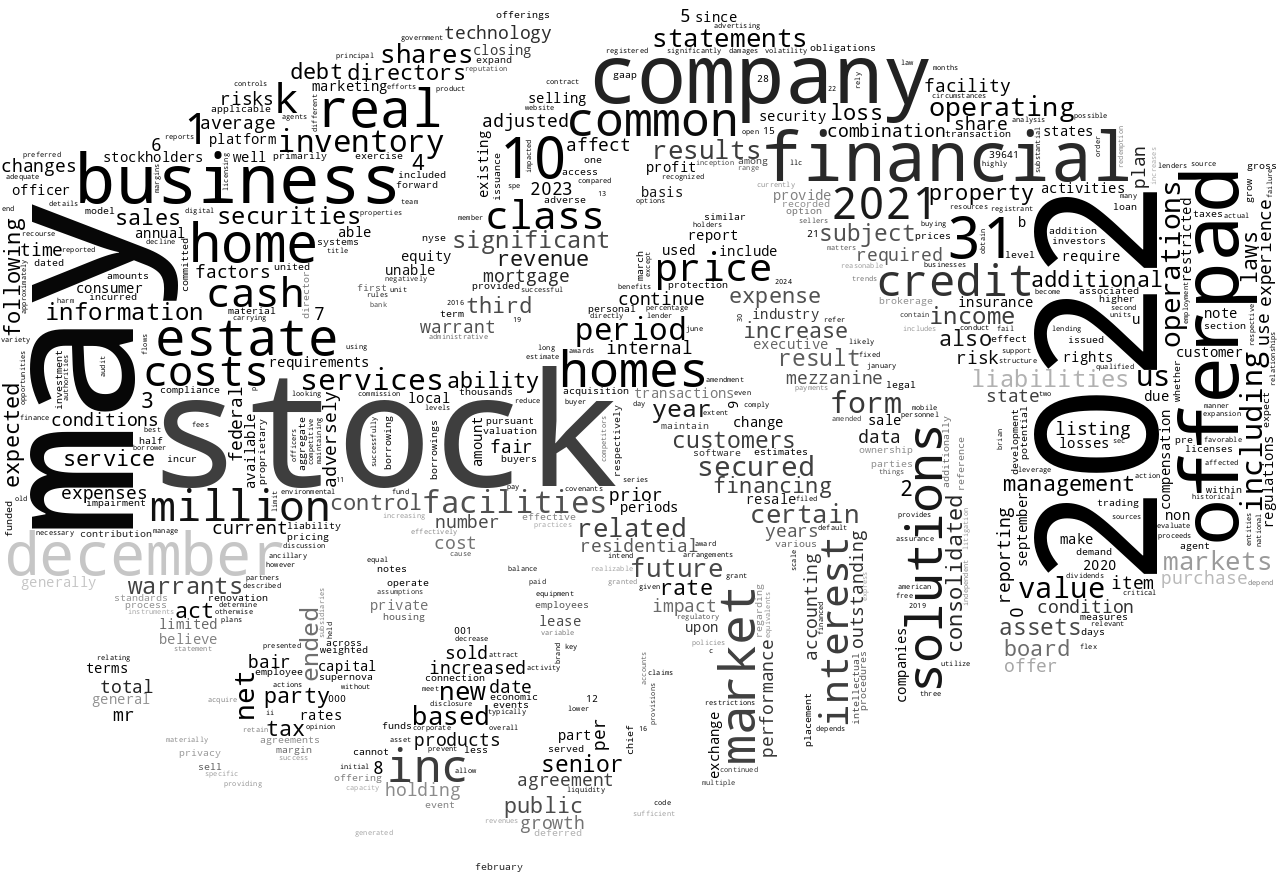 offerings
5 since
government
technology
advertising
principal
shares
closing
statements
registered significantly damages volatility
obligations
controls
debt directors
expand
reputation
company
law
months
risks
k
marketing efforts
product
contract
gaap
28
22
rely
facility
circumstances
applicable
agents
different
real
selling
website
operating
1
average
adjusted
common
security loss
analysis possible
6
reports
platform
inventory
10
affect
open 15
combination
transaction
share
states
order
substantial
redemption
increases
plan
changes
preferred
adequate
stockholders
margins
well
licensing
primarily
exercise
4
existing
issuance
impacted
one
results
among
range
llc
highly
39641
financial
lenders source
gross
officer
business
included
forward
2023
access
compared
spe
13
profit
recognized
inception
currently
provide
recorded
option
2021
property
activities
many
loan
grow
failure
end
details
model
sales
digital
securities
properties
team
member
class
adverse
basis
options
similar
holders
sellers
buying
resources registrant
b
taxes actual
time
recourse
reported
annual
decline
home
able
systems
title
nyse
significant
report
matters
21 subject
prices
31
obtain
level
addition
investors
restricted
dated
may
committed
factors
united
equity
revenue
march
except
used
include
required
reasonable
businesses
require
operations
offerpad
laws
experience
following
approximately
amounts
consumer
incurred
cash
director
unable
negatively
mortgage
provided successful
benefits
price
protection
2024
trends
credit
additional
become
associated
employment
licenses
harm
information
material
carrying
7
first
rules
bank
unit
2016
term
third
19
continue
personal percentage
directly
lender
expense
30
industry
refer
brokerage
contain
includes
insurance
income
higher
second
units
u
note
section
use
variety
estate
using
warrant
administrative
period
june
increase
executive
likely
also
conduct
fail
effect
lending
issued
2022
respective
relationships
flows
audit
investment
authorities
opportunities
costs
requirements
long
estimate
awards
internal
result
fixed
january
risk
support
structure
rights
qualified
customer
whether
including
expected
finance
conditions
3
compliance
looking
services
ability
homes
amendment
mezzanine
payments
legal
liabilities
us
due
manner
expansion
expect
borrower
best
half
fees
federal
available
proprietary
officers
aggregate
competitive
maintaining
adversely
commission
successfully
local
levels
borrowing
borrowings
thousands
reduce
stock
amount
pursuant
valuation
fair
buyers
acquisition
buyer
day
competitors
respectively
transactions
even
year
extent
9
comply
maintain
change
form
amended
mobile
personnel
state
two
listing
losses
sec
pre
favorable
affected
regulations
service
incur
customers
software
estimates
sale
data
ownership
parties
things
solutions
additionally
reference
brian
development
potential
leverage
management
action
compensation
within
historical
funded
old
expenses
impairment
million
limit
environmental
11
fund
pay
covenants
series
secured
financing
resale filed
2
trading
sources
non
evaluate
proceeds
entities
national
necessary
contribution
manage
current
liability
pricing
control
increasing
facilities
prior
periods
certain
default
provides
assurance
consolidated
independent
litigation
september
make
demand
2020
agent
december
discussion
ancillary
however
effectively
number
effective
practices
related
years
various
american
free
2019
reporting
0
value
dividends
item
critical
markets
purchase
depend
generally
warrants
partners
described
equal
notes
cost
cause
balance
residential
award
arrangements
intend
realizable
granted
future
grant
scale
financed
accounting
interest
outstanding
assets
condition
measures
relevant
days
standards
process
instruments
renovation
determine
otherwise
plans
operate
assumptions
private
housing
paid
equipment
employees
rate
impact
regulatory
regarding
equivalents
companies
act
limited
believe
statement
ended
subsidiaries
held
lease
variable
upon
policies
c
market
performance
intellectual
procedures
utilize
three
board
flex
offer
relating
terms
presented
bair
employee
across
weighted
capital
supernova
001
decrease
sold
attract
increased
connection
activity
brand
key
accounts
claims
provisions
total
general
mr
acquire
net
actions
party
ii
000
without
meet
new
date
economic
events
12
lower
restrictions
placement
depends
retain
tax
rates
opinion
funds
disclosure
typically
based
corporate
overall
part
per
16
chief
materially
privacy
sell
specific
providing
agreements
margin
success
cannot
asset
products
prevent
less
served
exchange
continued
multiple
initial
8
inc
allow
senior
offering
capacity
holding
event
agreement
liquidity
public
code
sufficient
revenues
growth
deferred
generated
february